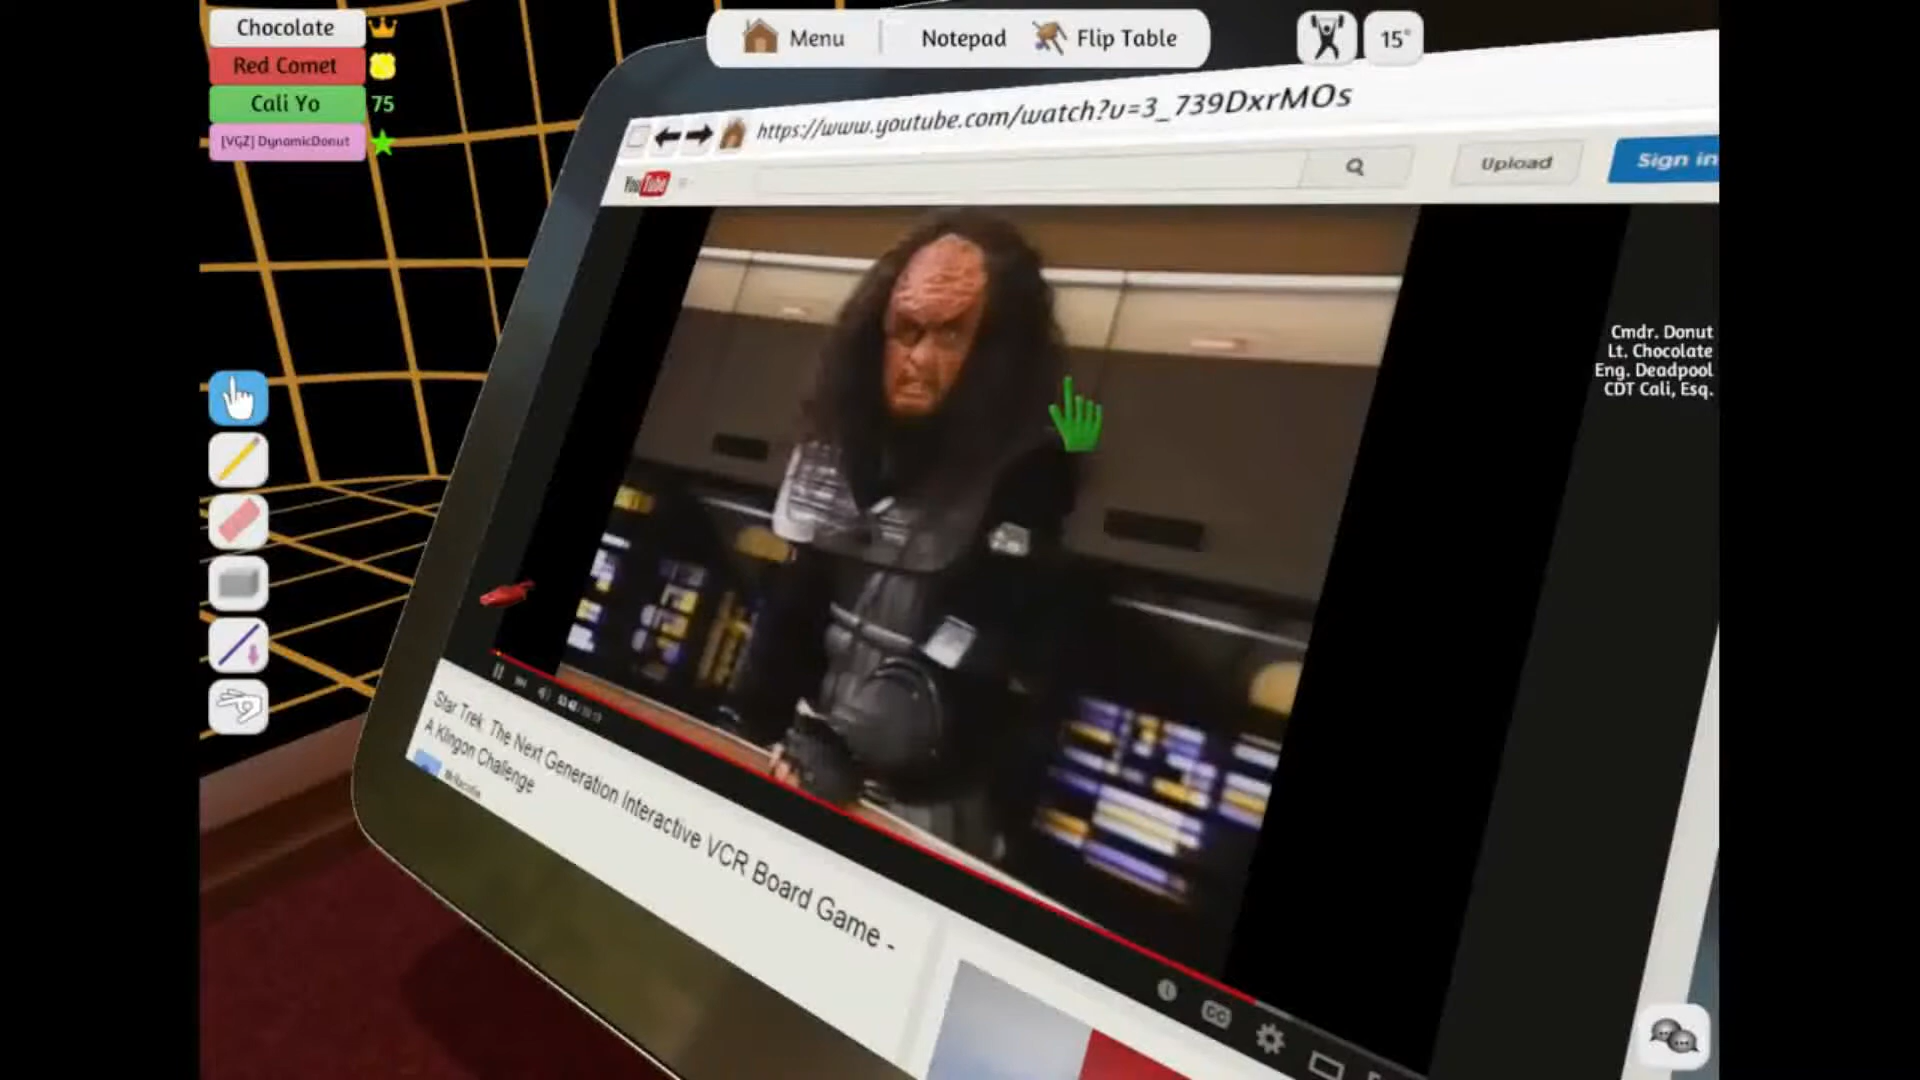 Chocolate
Red Comet
Cali Yo 75
[VGZ] DynamicDonut
Menu
Notepad
Flip Table
15°
https://www.youtube.com/watch?v=3_739DxrMOs
YouTube
Upload
Sign in
Cmdr. Donut
Lt. Chocolate
Eng. Deadpool
CDT Cali, Esq.
Star Trek: The Next Generation Interactive VCR Board Game -
A Klingon Challenge
CC